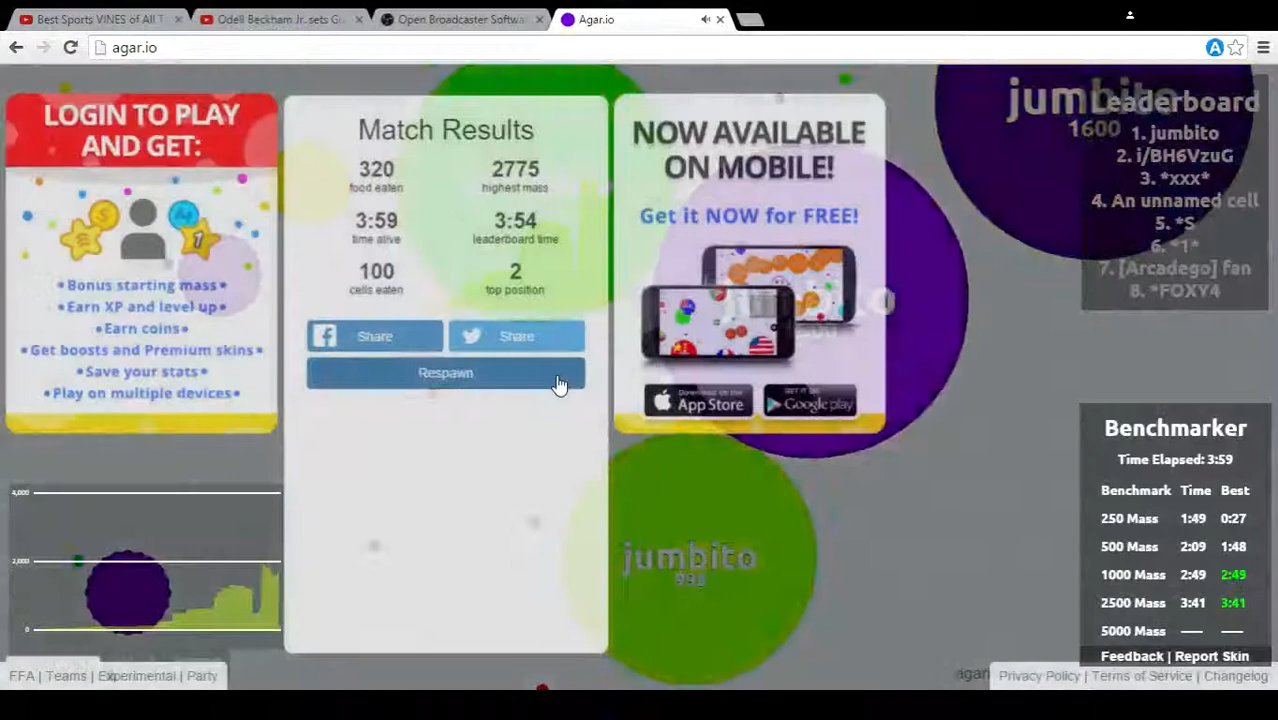 Best Sports VINES of All T
Odell Beckham Jr. sets Gu
Open Broadcaster Softwa
Agar.io
agar.io
LOGIN TO PLAY
AND GET:
•Bonus starting mass•
•Earn XP and level up•
•Earn coins•
•Get boosts and Premium skins•
•Save your stats•
•Play on multiple devices•
Match Results
320 2775
food eaten highest mass
3:59 3:54
time alive leaderboard time
100 2
cells eaten top position
Share Share
Respawn
NOW AVAILABLE
ON MOBILE!
Get it NOW for FREE!
Download on the GET IT ON
App Store Google play
jumbito
1600
Leaderboard
1. jumbito
2. i/BH6VzuG
3. *xxx*
4. An unnamed cell
5. *S
6. *1*
7. [Arcadego] fan
8. *FOXY4
jumbito
Benchmarker
Time Elapsed: 3:59
Benchmark Time Best
250 Mass 1:49 0:27
500 Mass 2:09 1:48
1000 Mass 2:49 2:49
2500 Mass 3:41 3:41
5000 Mass —— ——
Feedback | Report Skin
4,000
2,000
0
FFA | Teams | Experimental | Party
agar
Privacy Policy | Terms of Service | Changelog